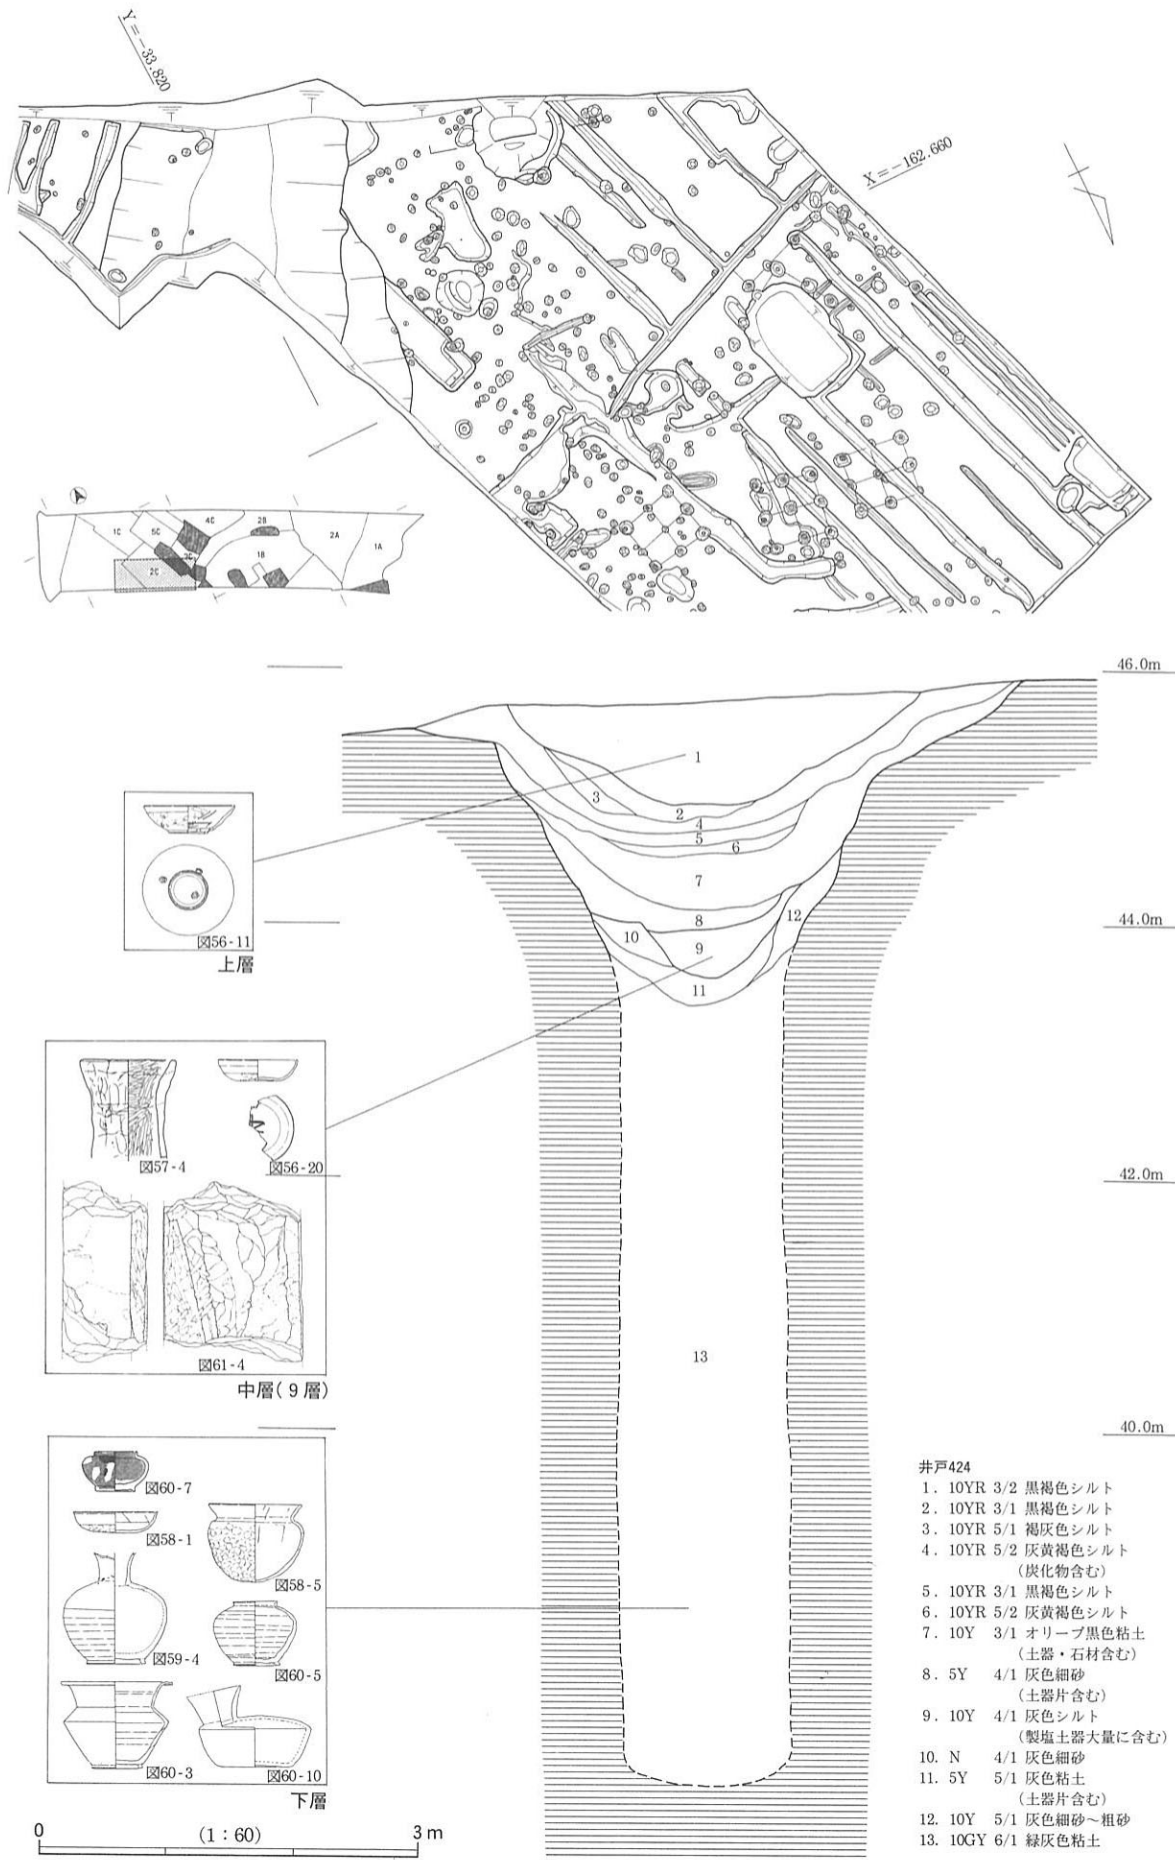 Y=-33.820
X=-162.660
1C
5C
4C
2B
2A
1A
3C
2C
1B
46.0m
1
3
2
4
5
6
7
8
12
10
9
11
44.0m
図56-11
上層
図57-4
図56-20
42.0m
図61-4
中層(9層)
13
40.0m
図60-7
図58-1
図58-5
図59-4
図60-5
図60-3
図60-10
下層
井戸424
1. 10YR 3/2 黒褐色シルト
2. 10YR 3/1 黒褐色シルト
3. 10YR 5/1 褐灰色シルト
4. 10YR 5/2 灰黄褐色シルト
(炭化物含む)
5. 10YR 3/1 黒褐色シルト
6. 10YR 5/2 灰黄褐色シルト
7. 10Y 3/1 オリーブ黒色粘土
(土器・石材含む)
8. 5Y 4/1 灰色細砂
(土器片含む)
9. 10Y 4/1 灰色シルト
(製塩土器大量に含む)
10. N 4/1 灰色細砂
11. 5Y 5/1 灰色粘土
(土器片含む)
12. 10Y 5/1 灰色細砂～粗砂
13. 10GY 6/1 緑灰色粘土
0 (1:60) 3m